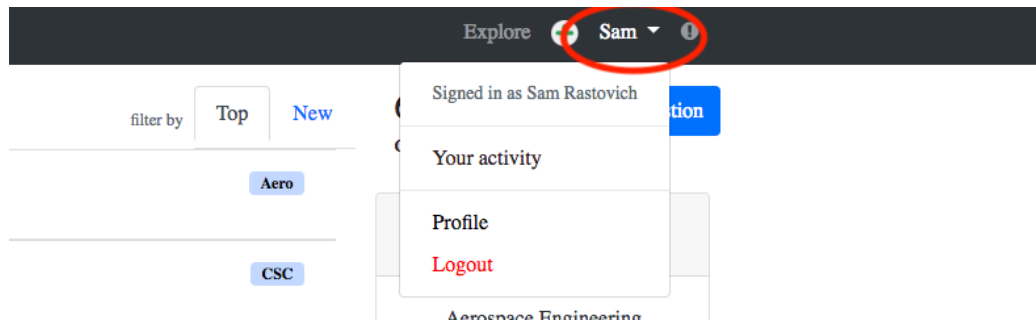 Explore Sam
filter by Top New
Signed in as Sam Rastovich
tion
Your activity
Aero
Profile
Logout
CSC
Aerospace Engineering